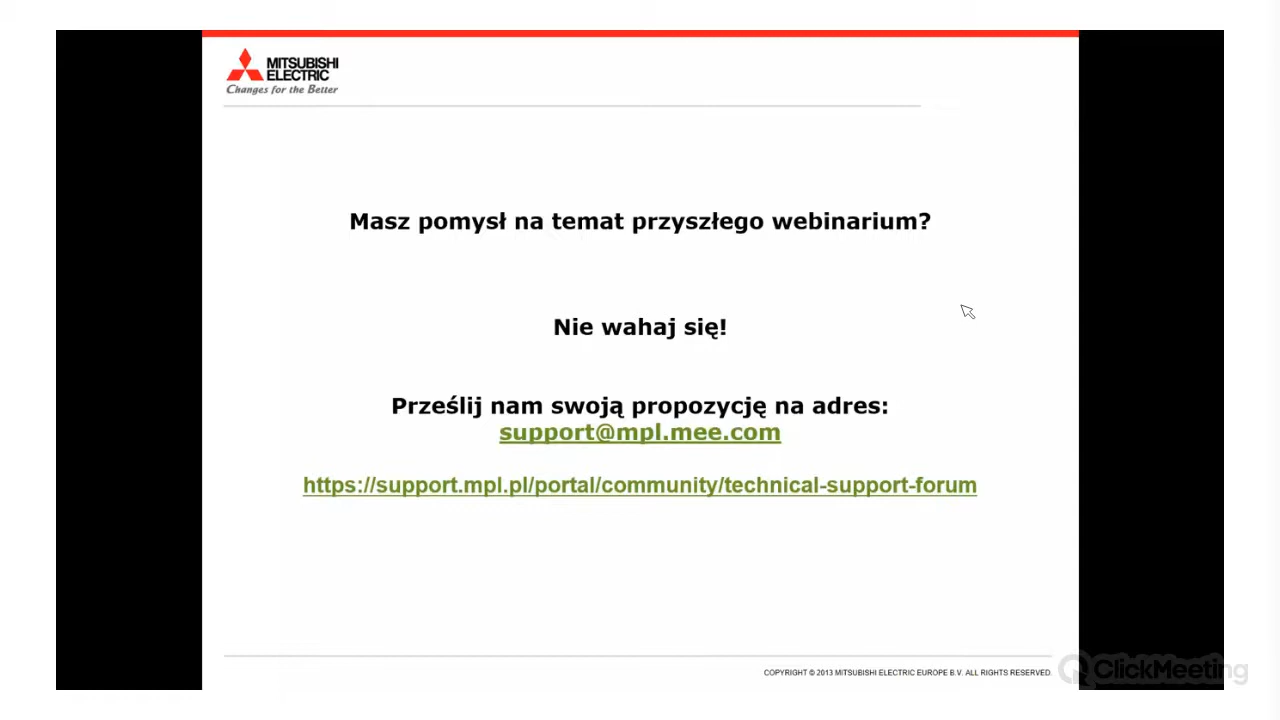 MITSUBISHI
ELECTRIC
Changes for the Better
Masz pomysł na temat przyszłego webinarium?
Nie wahaj się!
Prześlij nam swoją propozycję na adres:
support@mpl.mee.com
https://support.mpl.pl/portal/community/technical-support-forum
COPYRIGHT © 2013 MITSUBISHI ELECTRIC EUROPE B.V. ALL RIGHTS RESERVED.
ClickMeeting